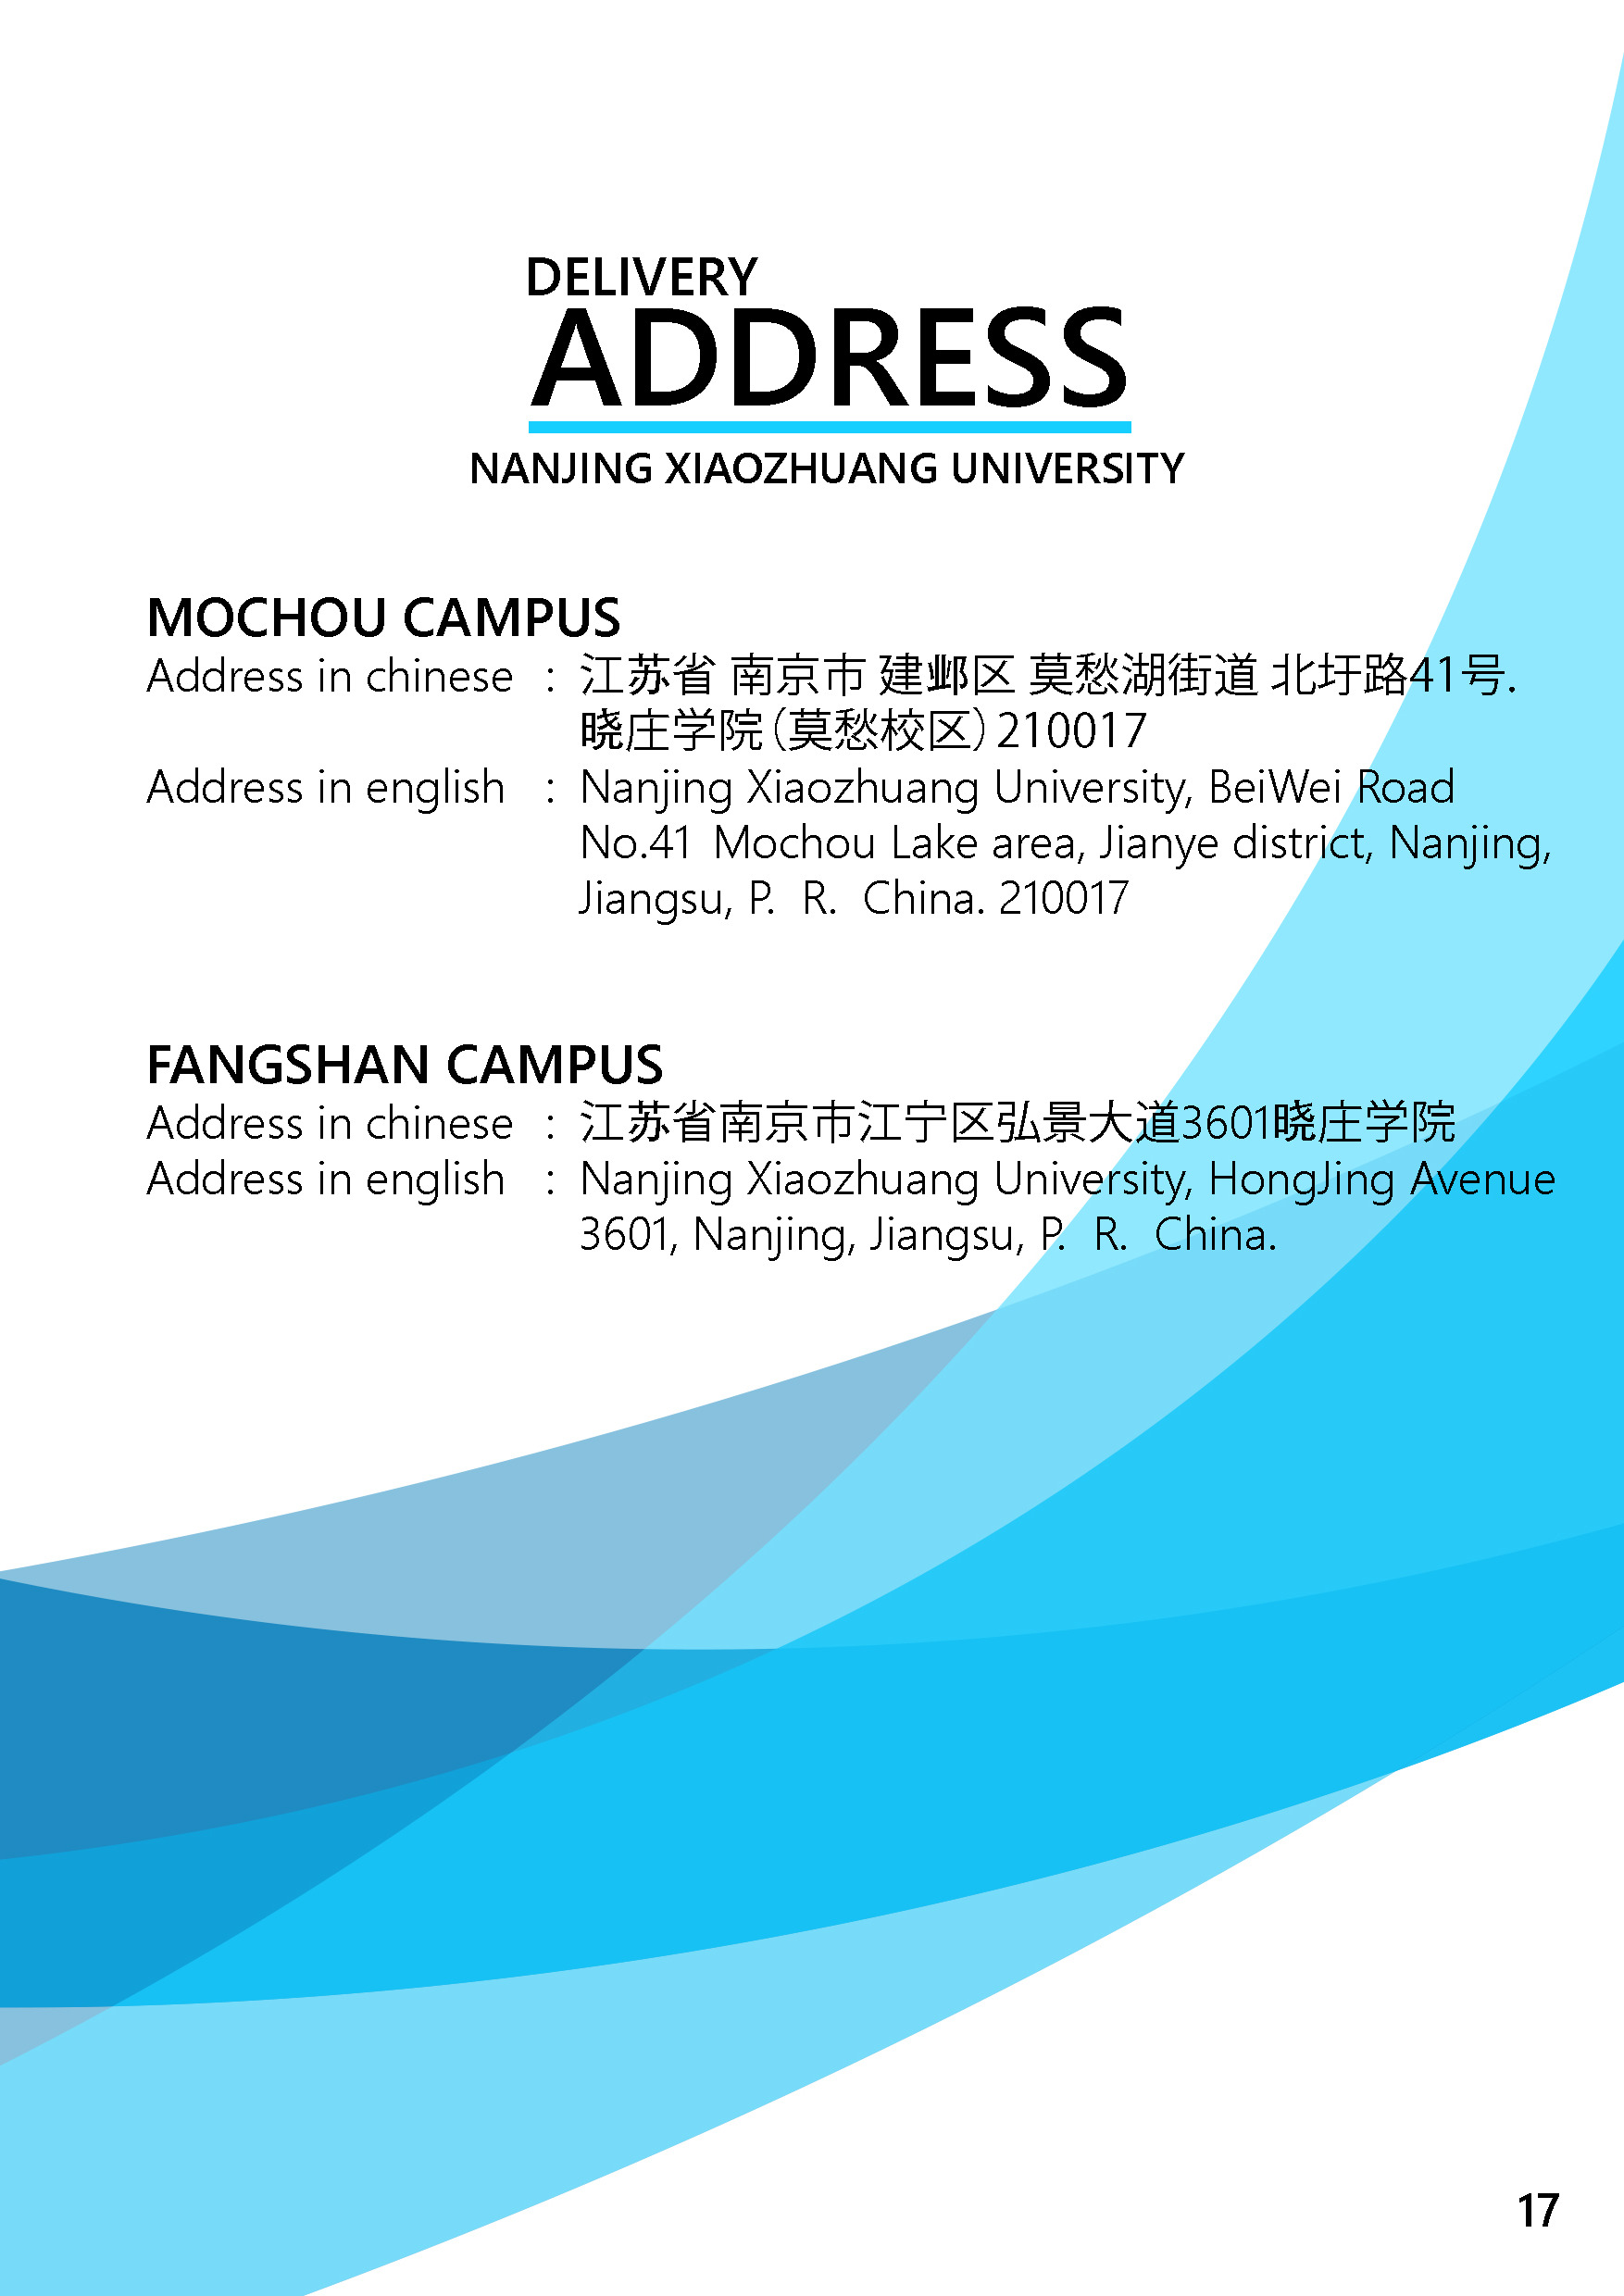 DELIVERY
ADDRESS
NANJING XIAOZHUANG UNIVERSITY
MOCHOU CAMPUS
Address in chinese : 江苏省 南京市 建邺区 莫愁湖街道 北圩路41号.
晓庄学院（莫愁校区）210017
Address in english : Nanjing Xiaozhuang University, BeiWei Road
No.41 Mochou Lake area, Jianye district, Nanjing,
Jiangsu, P. R. China. 210017
FANGSHAN CAMPUS
Address in chinese : 江苏省南京市江宁区弘景大道3601晓庄学院
Address in english : Nanjing Xiaozhuang University, HongJing Avenue
3601, Nanjing, Jiangsu, P. R. China.
17